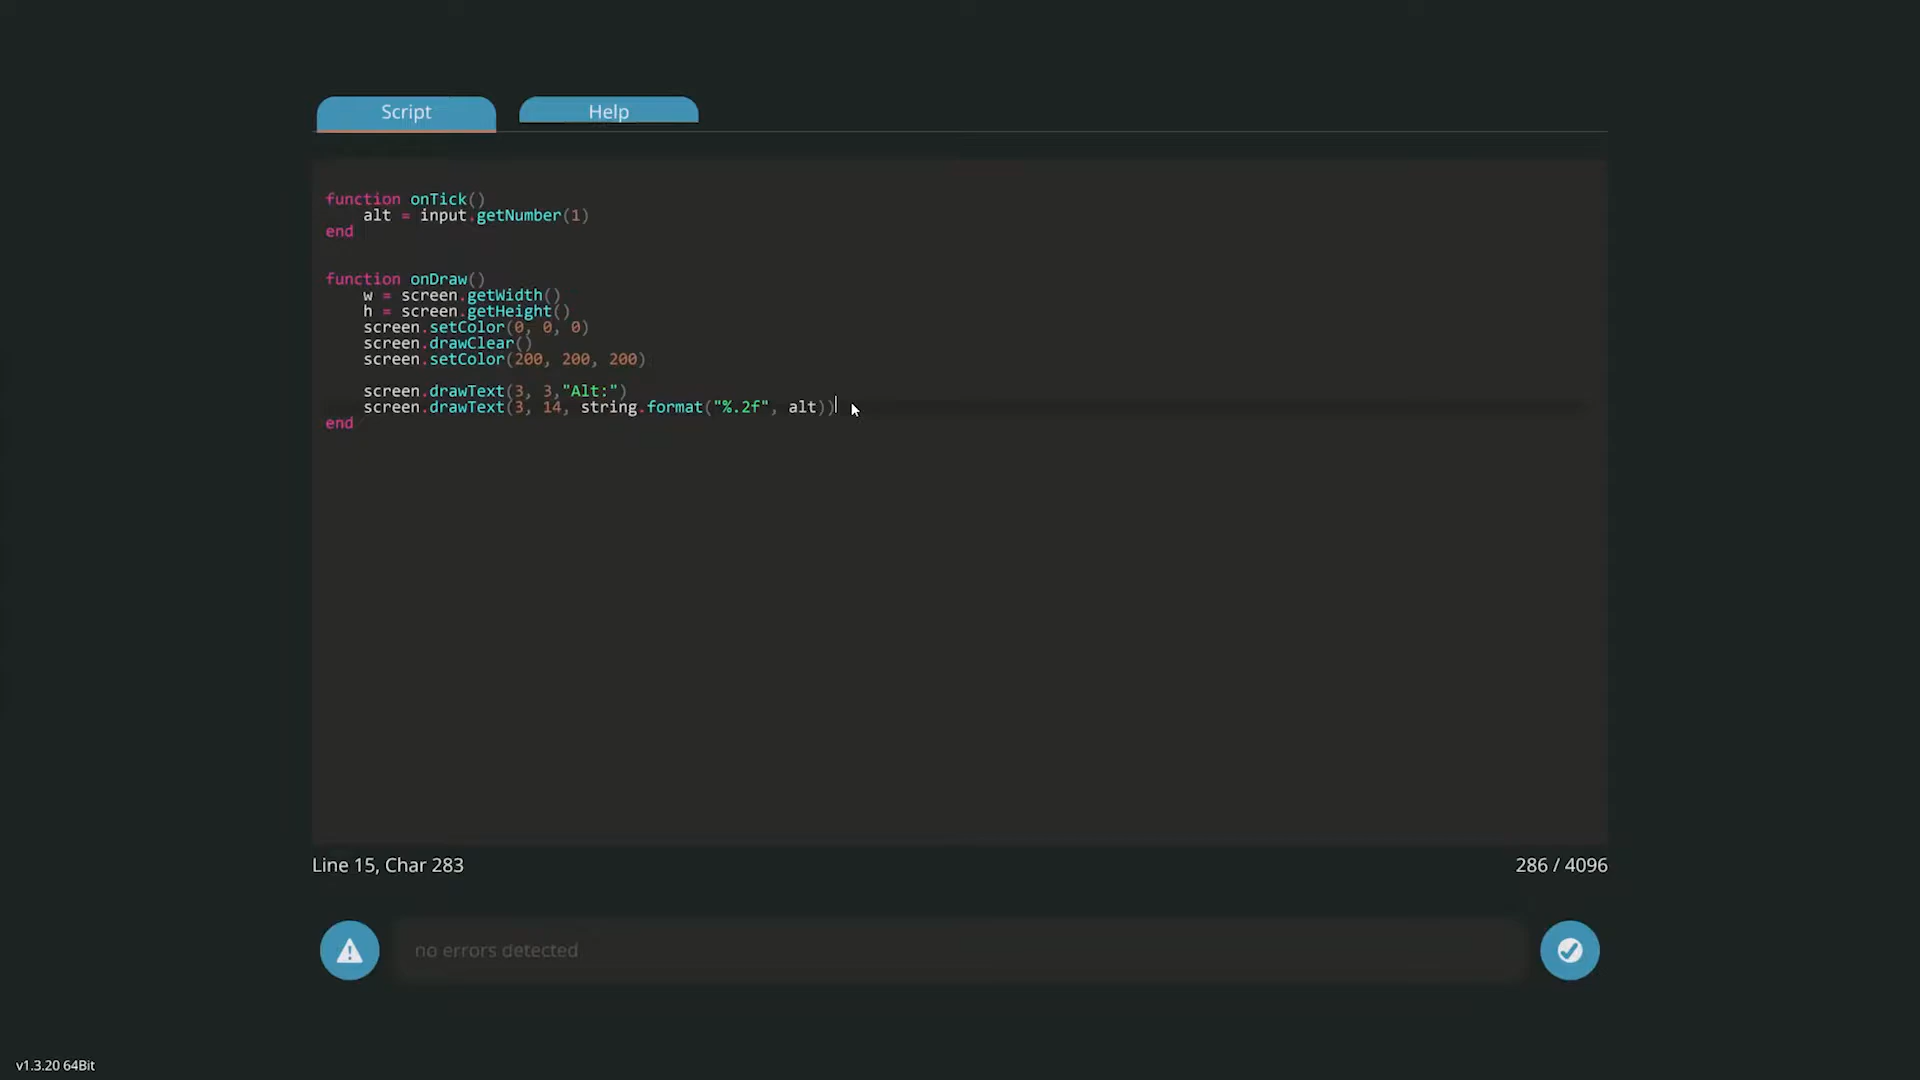 Script
Help
function onTick()
    alt = input.getNumber(1)
end
function onDraw()
    w = screen.getWidth()
    h = screen.getHeight()
    screen.setColor(0, 0, 0)
    screen.drawClear()
    screen.setColor(200, 200, 200)
    screen.drawText(3, 3,"Alt:")
    screen.drawText(3, 14, string.format("%.2f", alt))
end
Line 15, Char 283
286 / 4096
no errors detected
v1.3.20 64Bit